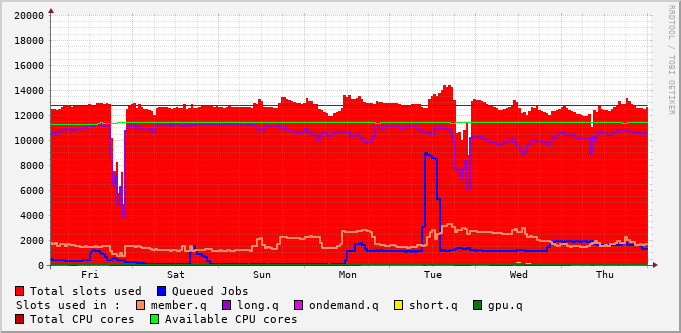 20000
18000
16000
14000
12000
10000
8000
6000
4000
2000
0
Fri Sat Sun Mon Tue Wed Thu
RRDTOOL / TOBI OETIKER
Total slots used Queued Jobs
Slots used in : member.q long.q ondemand.q short.q gpu.q
Total CPU cores Available CPU cores